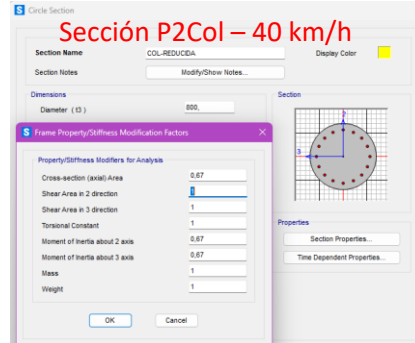 Circle Section
Sección P2Col – 40 km/h
Section Name
COL-REDUCIDA
Display Color
Section Notes
Modify/Show Notes...
Dimensions
Section
Diameter ( t3 )
800,
2
3
Frame Property/Stiffness Modification Factors
Property/Stiffness Modifiers for Analysis
Cross-section (axial) Area
0,67
Shear Area in 2 direction
1
Shear Area in 3 direction
1
Torsional Constant
1
Moment of Inertia about 2 axis
0,67
Moment of Inertia about 3 axis
0,67
Mass
1
Weight
1
OK
Cancel
Properties
Section Properties...
Time Dependent Properties...